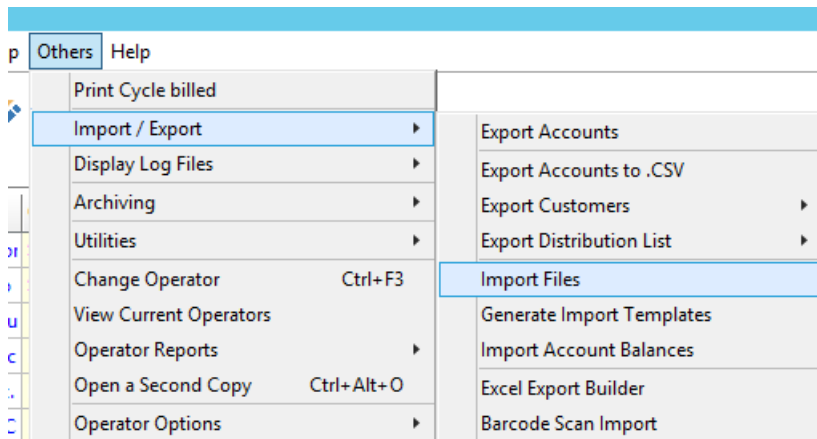 p Others Help
Print Cycle billed
Import / Export
Display Log Files
Archiving
Utilities
Change Operator Ctrl+F3
View Current Operators
Operator Reports
Open a Second Copy Ctrl+Alt+O
Operator Options
Export Accounts
Export Accounts to .CSV
Export Customers
Export Distribution List
Import Files
Generate Import Templates
Import Account Balances
Excel Export Builder
Barcode Scan Import